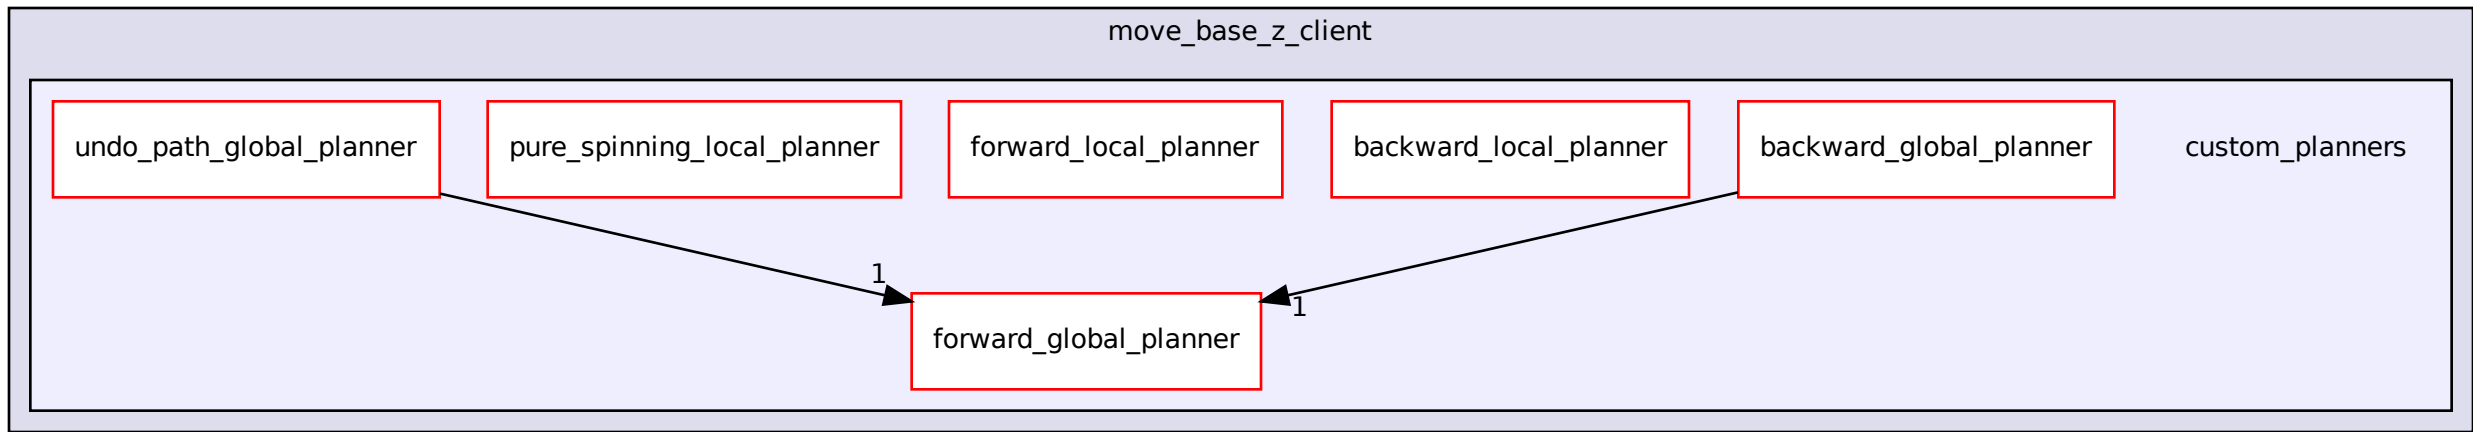 move_base_z_client
undo_path_global_planner
pure_spinning_local_planner
forward_local_planner
backward_local_planner
backward_global_planner
custom_planners
1
1
forward_global_planner